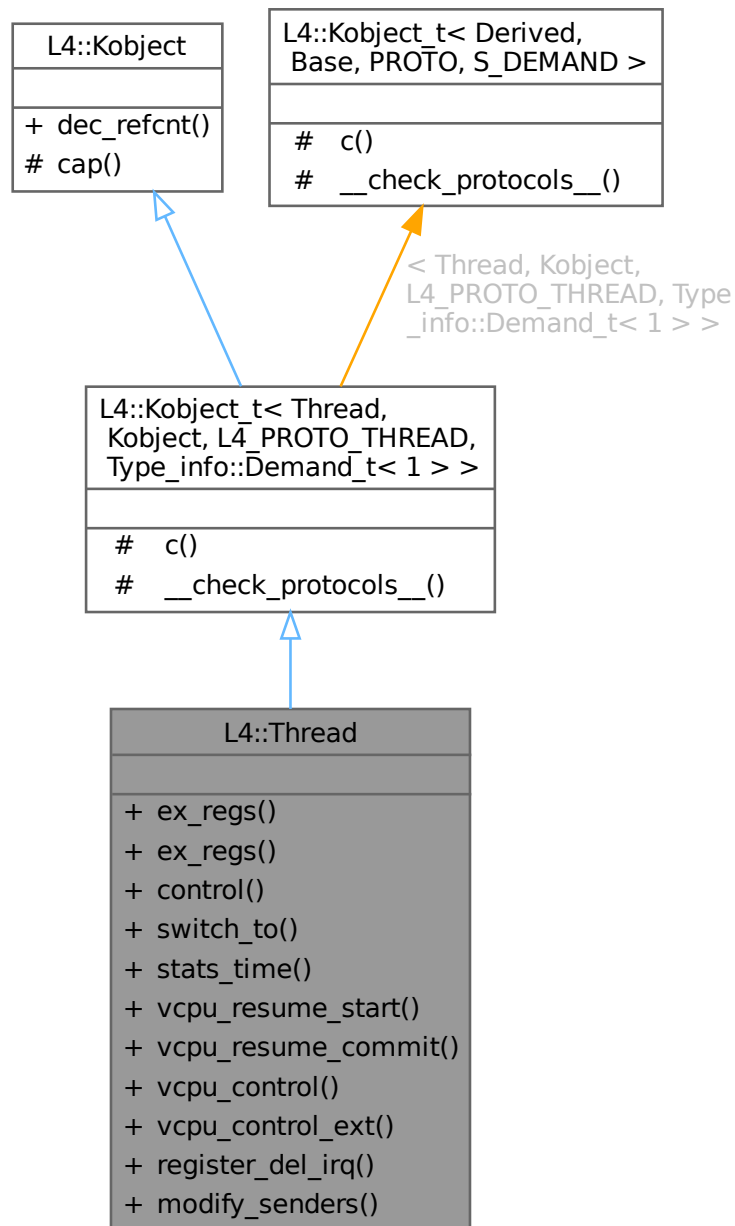 L4::Kobject
+ dec_refcnt()
# cap()
L4::Kobject_t< Derived,
Base, PROTO, S_DEMAND >
# c()
# __check_protocols__()
< Thread, Kobject,
L4_PROTO_THREAD, Type
_info::Demand_t< 1 > >
L4::Kobject_t< Thread,
Kobject, L4_PROTO_THREAD,
Type_info::Demand_t< 1 > >
# c()
# __check_protocols__()
L4::Thread
+ ex_regs()
+ ex_regs()
+ control()
+ switch_to()
+ stats_time()
+ vcpu_resume_start()
+ vcpu_resume_commit()
+ vcpu_control()
+ vcpu_control_ext()
+ register_del_irq()
+ modify_senders()